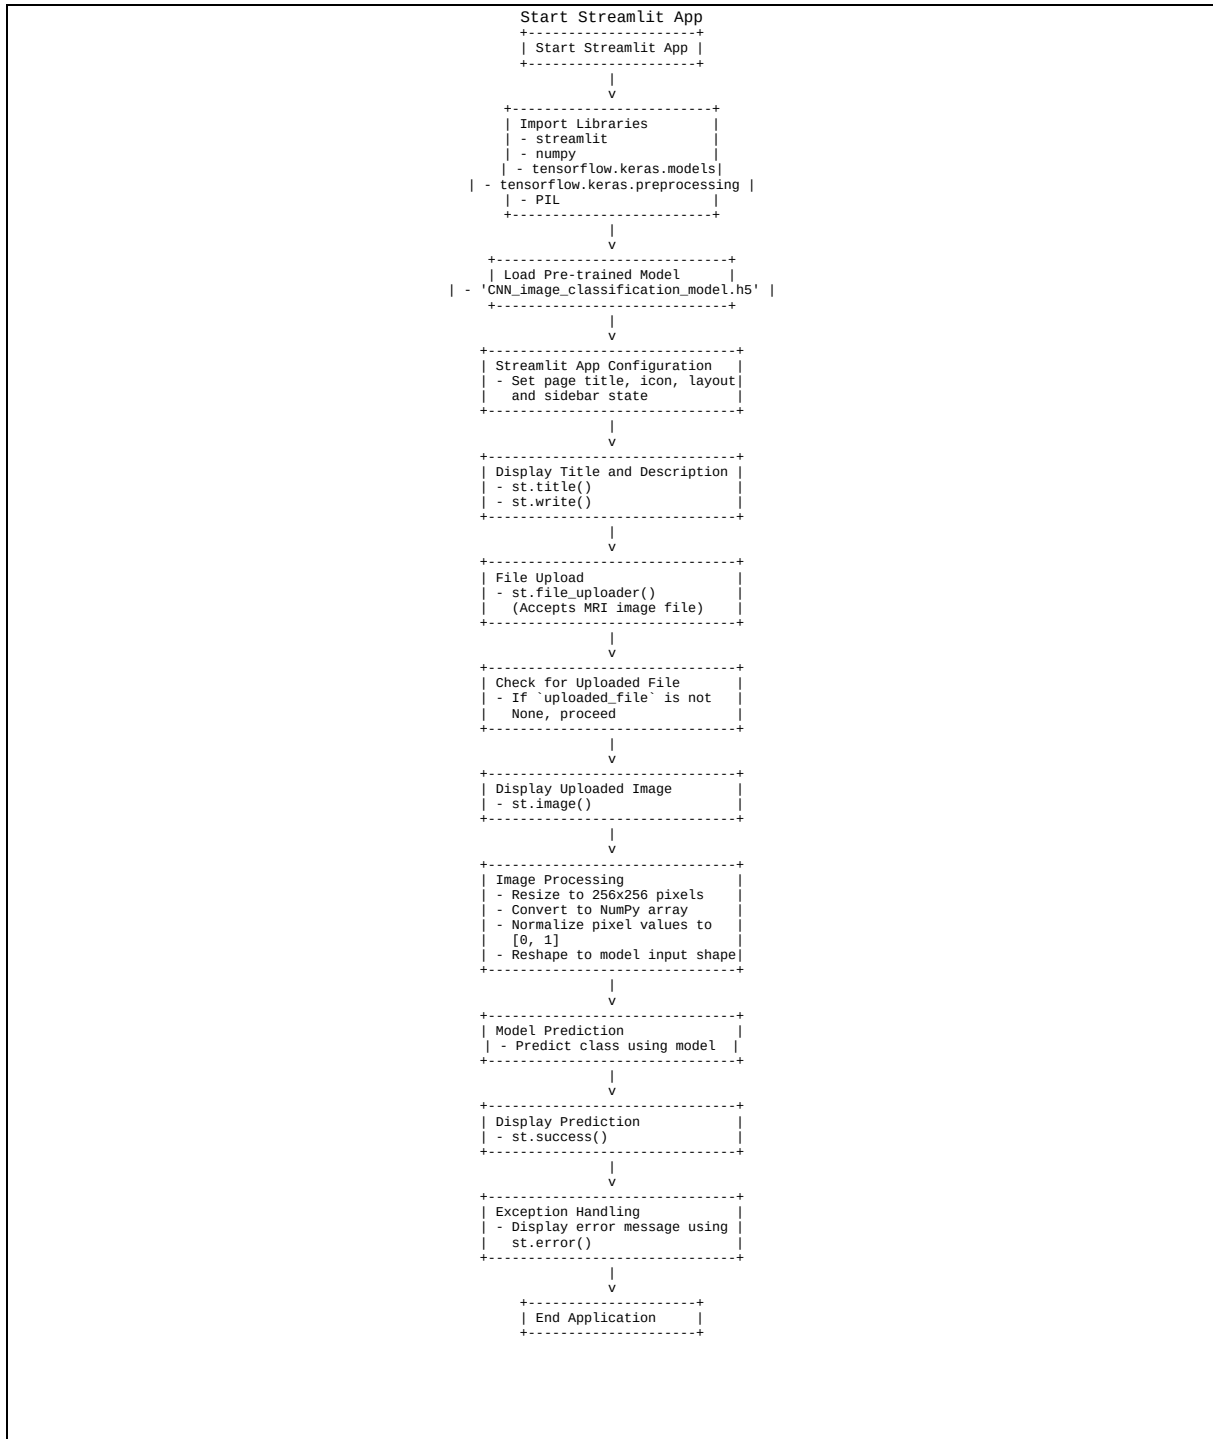 Start Streamlit App
+---------------------+
| Start Streamlit App |
+---------------------+
|
v
+-------------------------+
| Import Libraries        |
| - streamlit             |
| - numpy                 |
| - tensorflow.keras.models|
| - tensorflow.keras.preprocessing |
| - PIL                   |
+-------------------------+
|
v
+-----------------------------+
| Load Pre-trained Model      |
| - 'CNN_image_classification_model.h5' |
+-----------------------------+
|
v
+-------------------------------+
| Streamlit App Configuration   |
| - Set page title, icon, layout|
|   and sidebar state           |
+-------------------------------+
|
v
+-------------------------------+
| Display Title and Description |
| - st.title()                  |
| - st.write()                  |
+-------------------------------+
|
v
+-------------------------------+
| File Upload                   |
| - st.file_uploader()          |
|   (Accepts MRI image file)    |
+-------------------------------+
|
v
+-------------------------------+
| Check for Uploaded File       |
| - If `uploaded_file` is not   |
|   None, proceed               |
+-------------------------------+
|
v
+-------------------------------+
| Display Uploaded Image        |
| - st.image()                  |
+-------------------------------+
|
v
+-------------------------------+
| Image Processing              |
| - Resize to 256x256 pixels    |
| - Convert to NumPy array      |
| - Normalize pixel values to   |
|   [0, 1]                      |
| - Reshape to model input shape|
+-------------------------------+
|
v
+-------------------------------+
| Model Prediction              |
| - Predict class using model  |
+-------------------------------+
|
v
+-------------------------------+
| Display Prediction            |
| - st.success()                |
+-------------------------------+
|
v
+-------------------------------+
| Exception Handling            |
| - Display error message using |
|   st.error()                  |
+-------------------------------+
|
v
+---------------------+
| End Application     |
+---------------------+